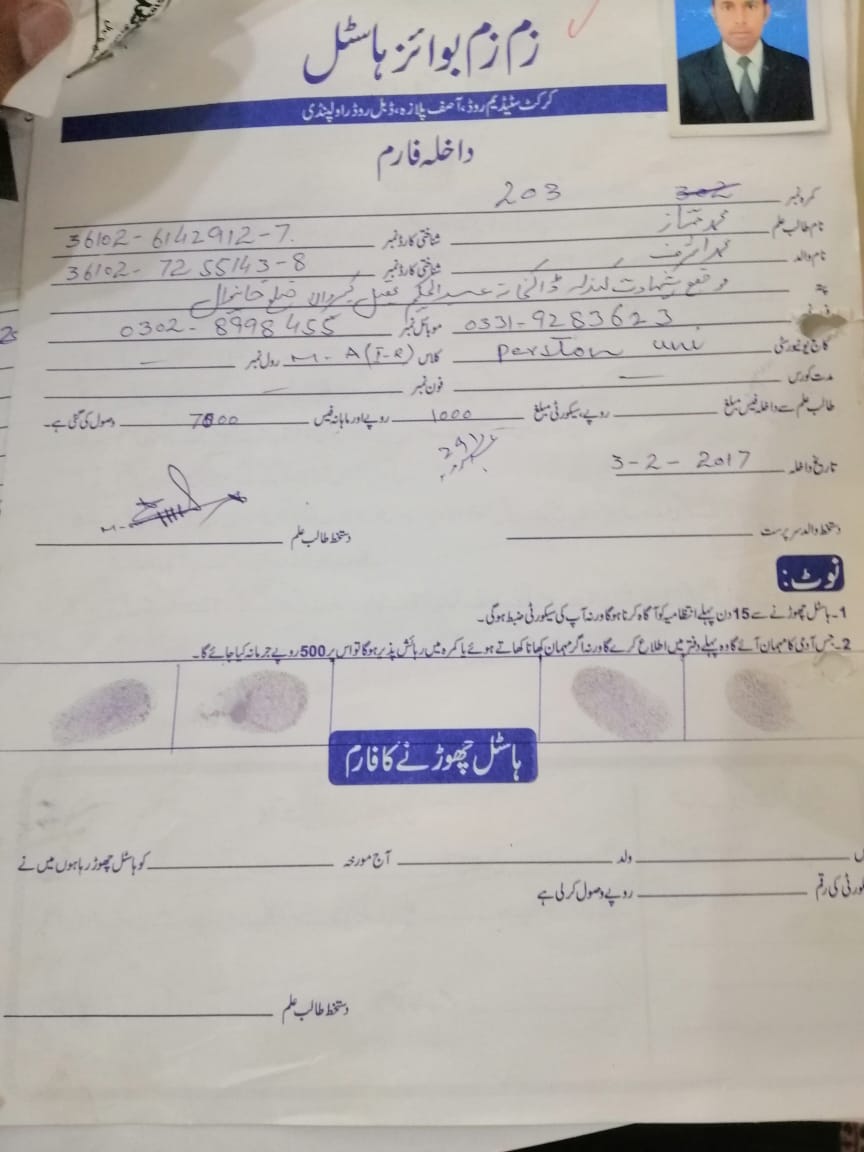 زم زم بوائز ہاسٹل
کرکٹ سٹیڈیم روڈ، آصف پلازہ، ڈبل روڈ راولپنڈی
داخلہ فارم
کمرہ نمبر 302 203
نام طالب علم محمد ممتاز شناختی کارڈ نمبر 36102-6142912-7
نام والد محمد اشرف شناختی کارڈ نمبر 36102-7255143-8
پتہ موضع شہادت ڈاکخانہ عبدالحکیم ضلع خانیوال
0331-9283623 موبائل نمبر 0302-8998455
کالج یونیورسٹی Perston uni کلاس M-A(I-R) رول نمبر —
مدت کورس — فون نمبر —
طالب علم سے داخلہ فیس مبلغ روپے، سیکورٹی مبلغ 1000 روپے اور ماہانہ فیس 7000 وصول کی گئی ہے۔
تاریخ داخلہ 3-2-2017
دستخط والد سرپرست دستخط طالب علم
نوٹ:
1- ہاسٹل چھوڑنے سے 15 دن پہلے انتظامیہ کو آگاہ کرنا ہوگا ورنہ آپ کی سیکورٹی ضبط ہوگی۔
2- جس آدمی کا مہمان آئے گا وہ پہلے دفتر میں اطلاع کرے گا ورنہ اگر مہمان کھانا کھاتے ہوئے یا کمرہ میں رہائش پذیر ہوگا تو اس پر 500 روپے جرمانہ کیا جائے گا۔
ہاسٹل چھوڑنے کا فارم
ولد آج مورخہ کو ہاسٹل چھوڑ رہا ہوں میں نے
کی رقم روپے وصول کر لی ہے
دستخط طالب علم